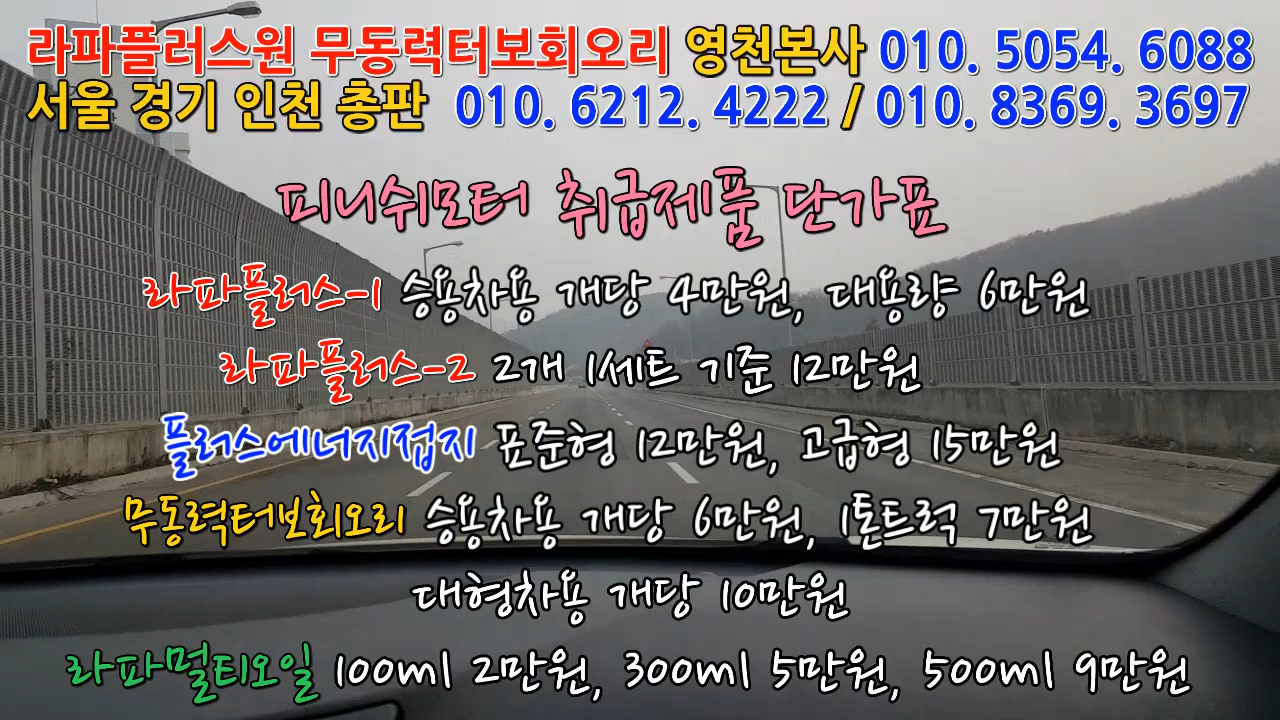 라파플러스원 무동력터보회오리 영천본사 010. 5054. 6088
서울 경기 인천 총판 010. 6212. 4222 / 010. 8369. 3697
피니쉬모터 취급제품 단가표
라파플러스-1 승용차용 개당 4만원, 대용량 6만원
라파플러스-2 2개 1세트 기준 12만원
플러스에너지접지 표준형 12만원, 고급형 15만원
무동력터보회오리 승용차용 개당 6만원, 1톤트럭 7만원
대형차용 개당 10만원
라파멀티오일 100ml 2만원, 300ml 5만원, 500ml 9만원